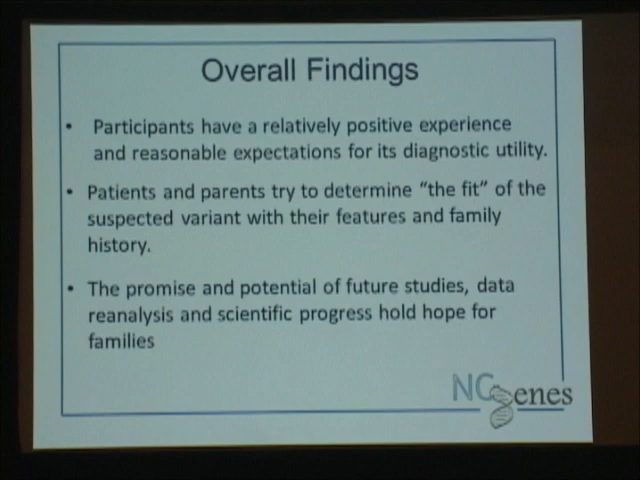 Overall Findings
• Participants have a relatively positive experience
and reasonable expectations for its diagnostic utility.
• Patients and parents try to determine “the fit” of the
suspected variant with their features and family
history.
• The promise and potential of future studies, data
reanalysis and scientific progress hold hope for
families
NCgenes